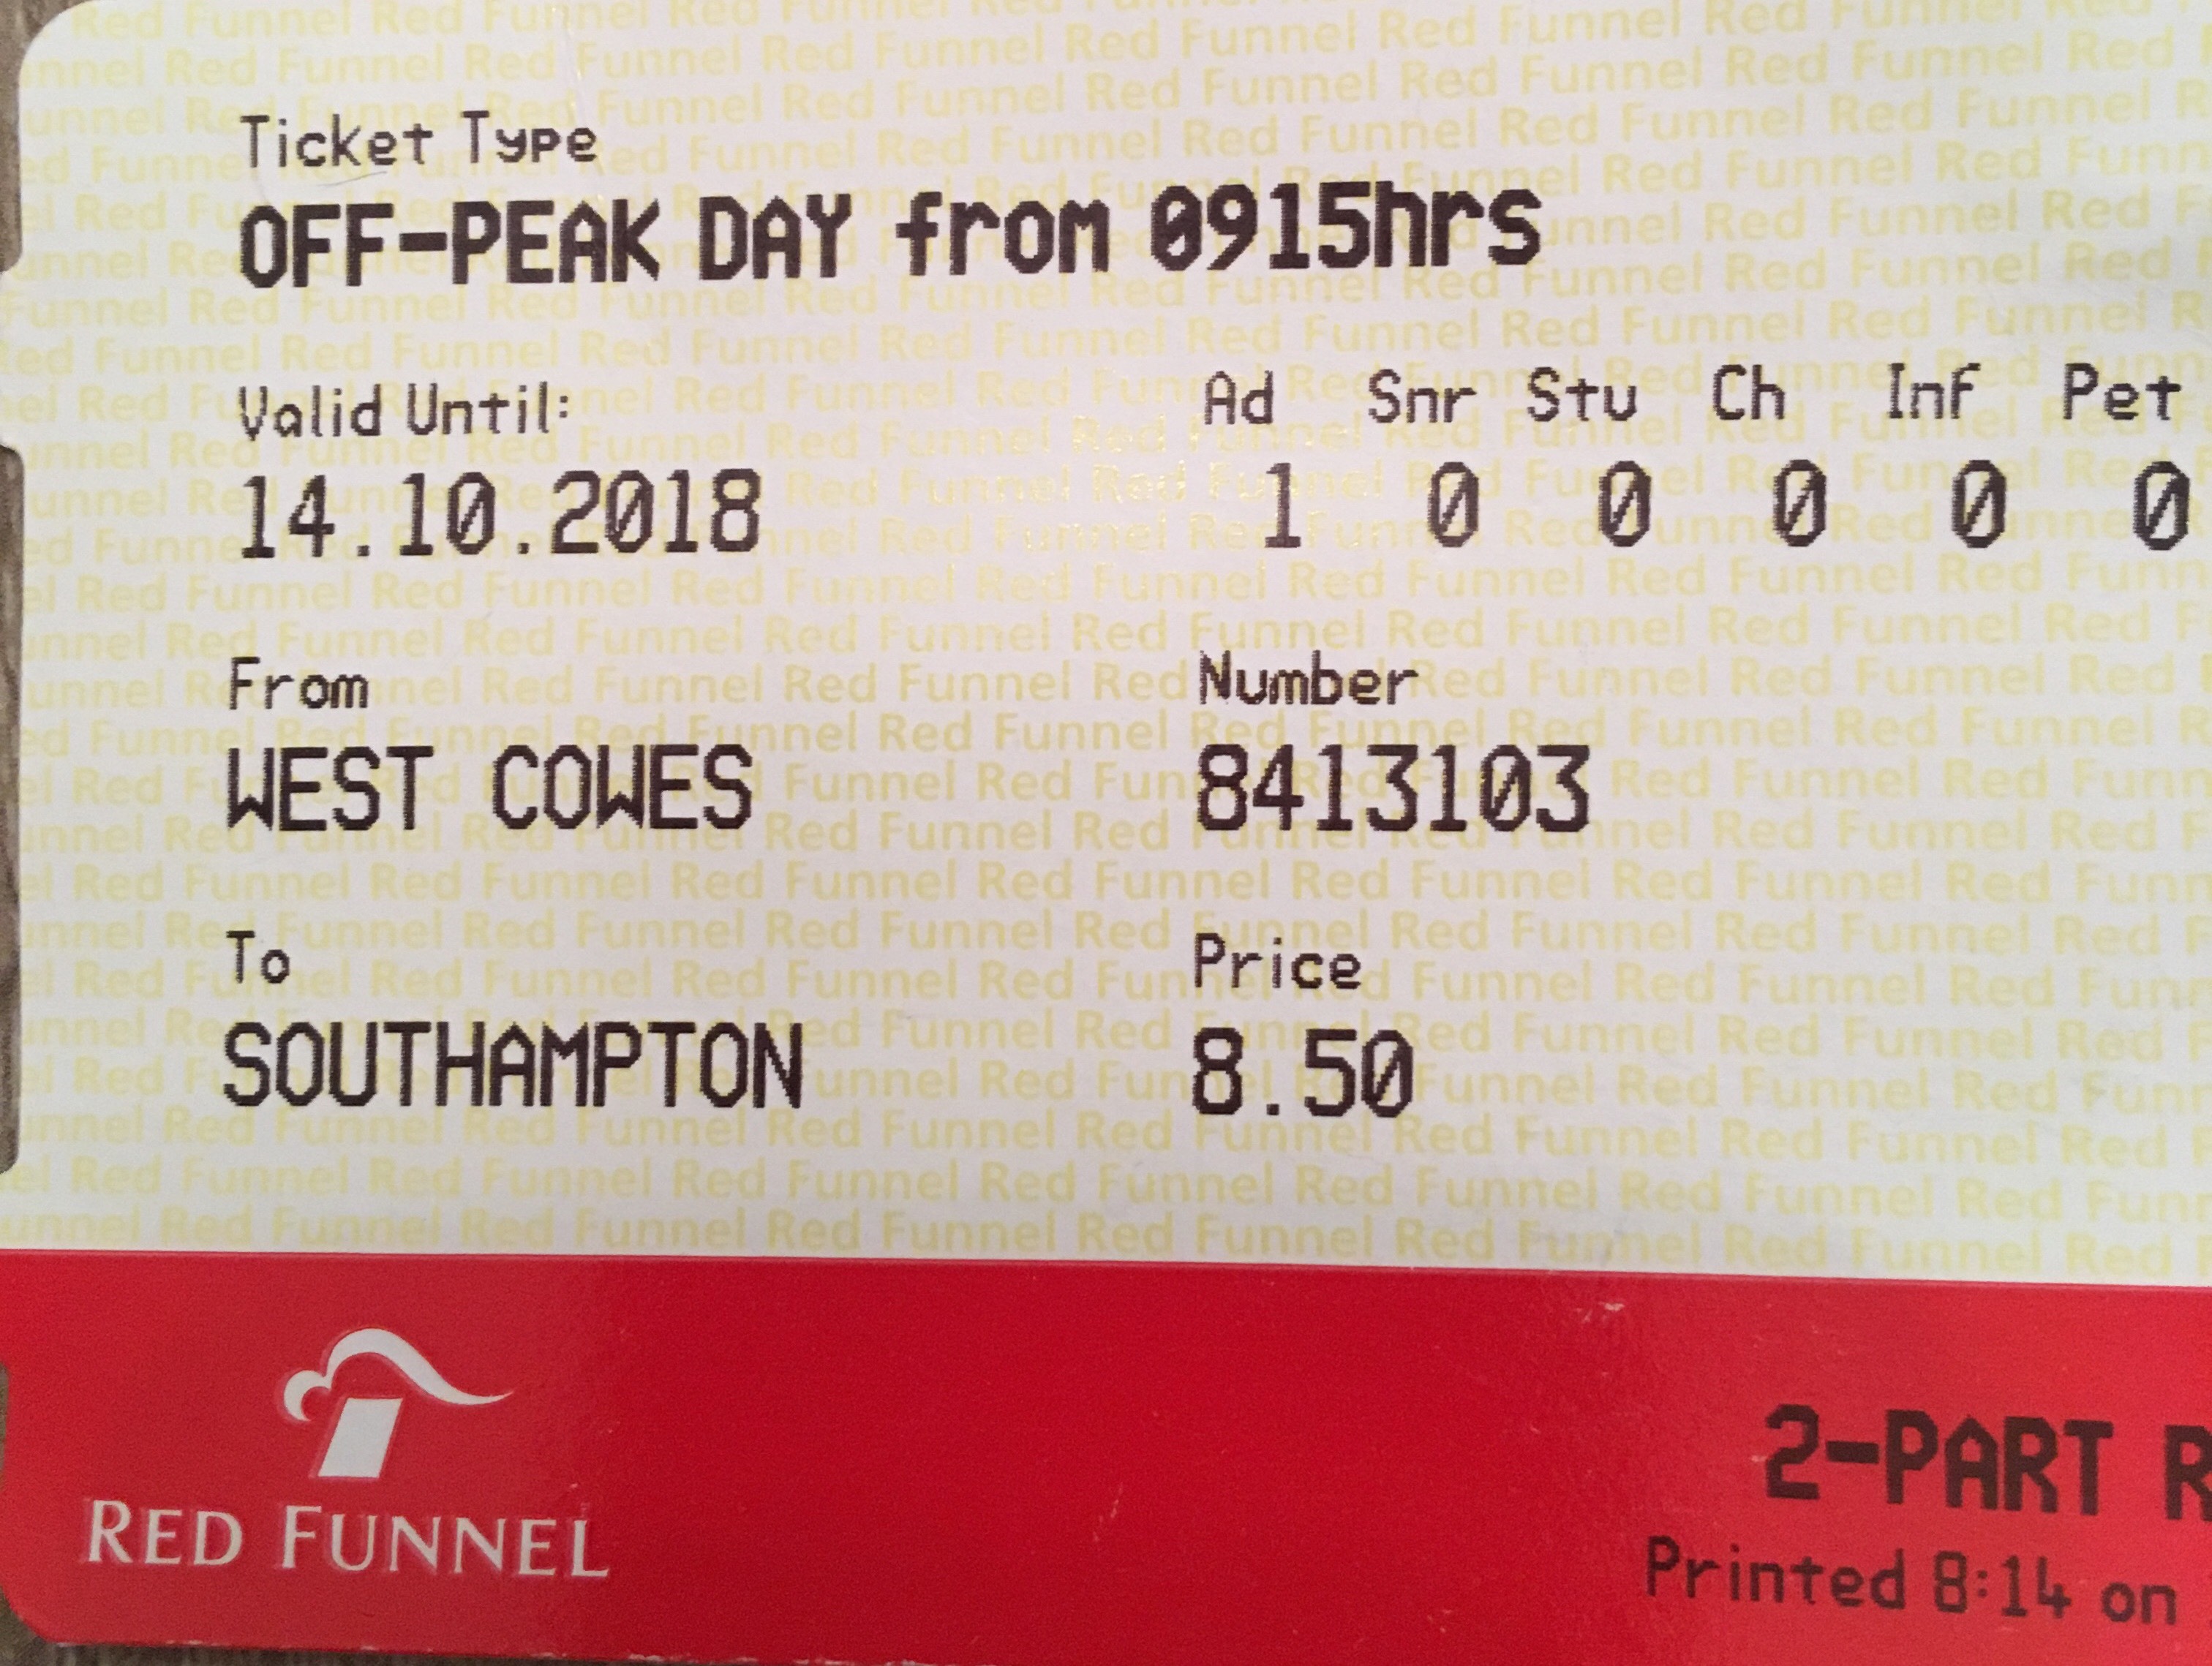 Ticket Type
OFF-PEAK DAY from 0915hrs
Valid Until: Ad Snr Stu Ch Inf Pet
14.10.2018 1 0 0 0 0 0
From Number
WEST COWES 8413103
To Price
SOUTHAMPTON 8.50
RED FUNNEL
2-PART R
Printed 8:14 on